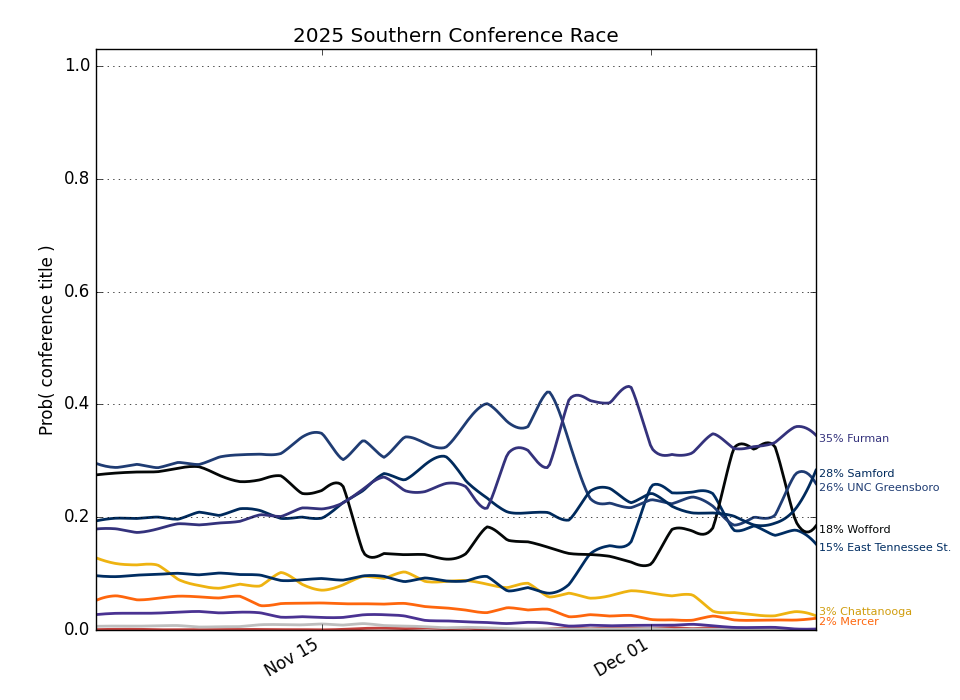 2025 Southern Conference Race
Prob( conference title )
1.0
0.8
0.6
0.4
0.2
0.0
Nov 15
Dec 01
35% Furman
28% Samford
26% UNC Greensboro
18% Wofford
15% East Tennessee St.
3% Chattanooga
2% Mercer